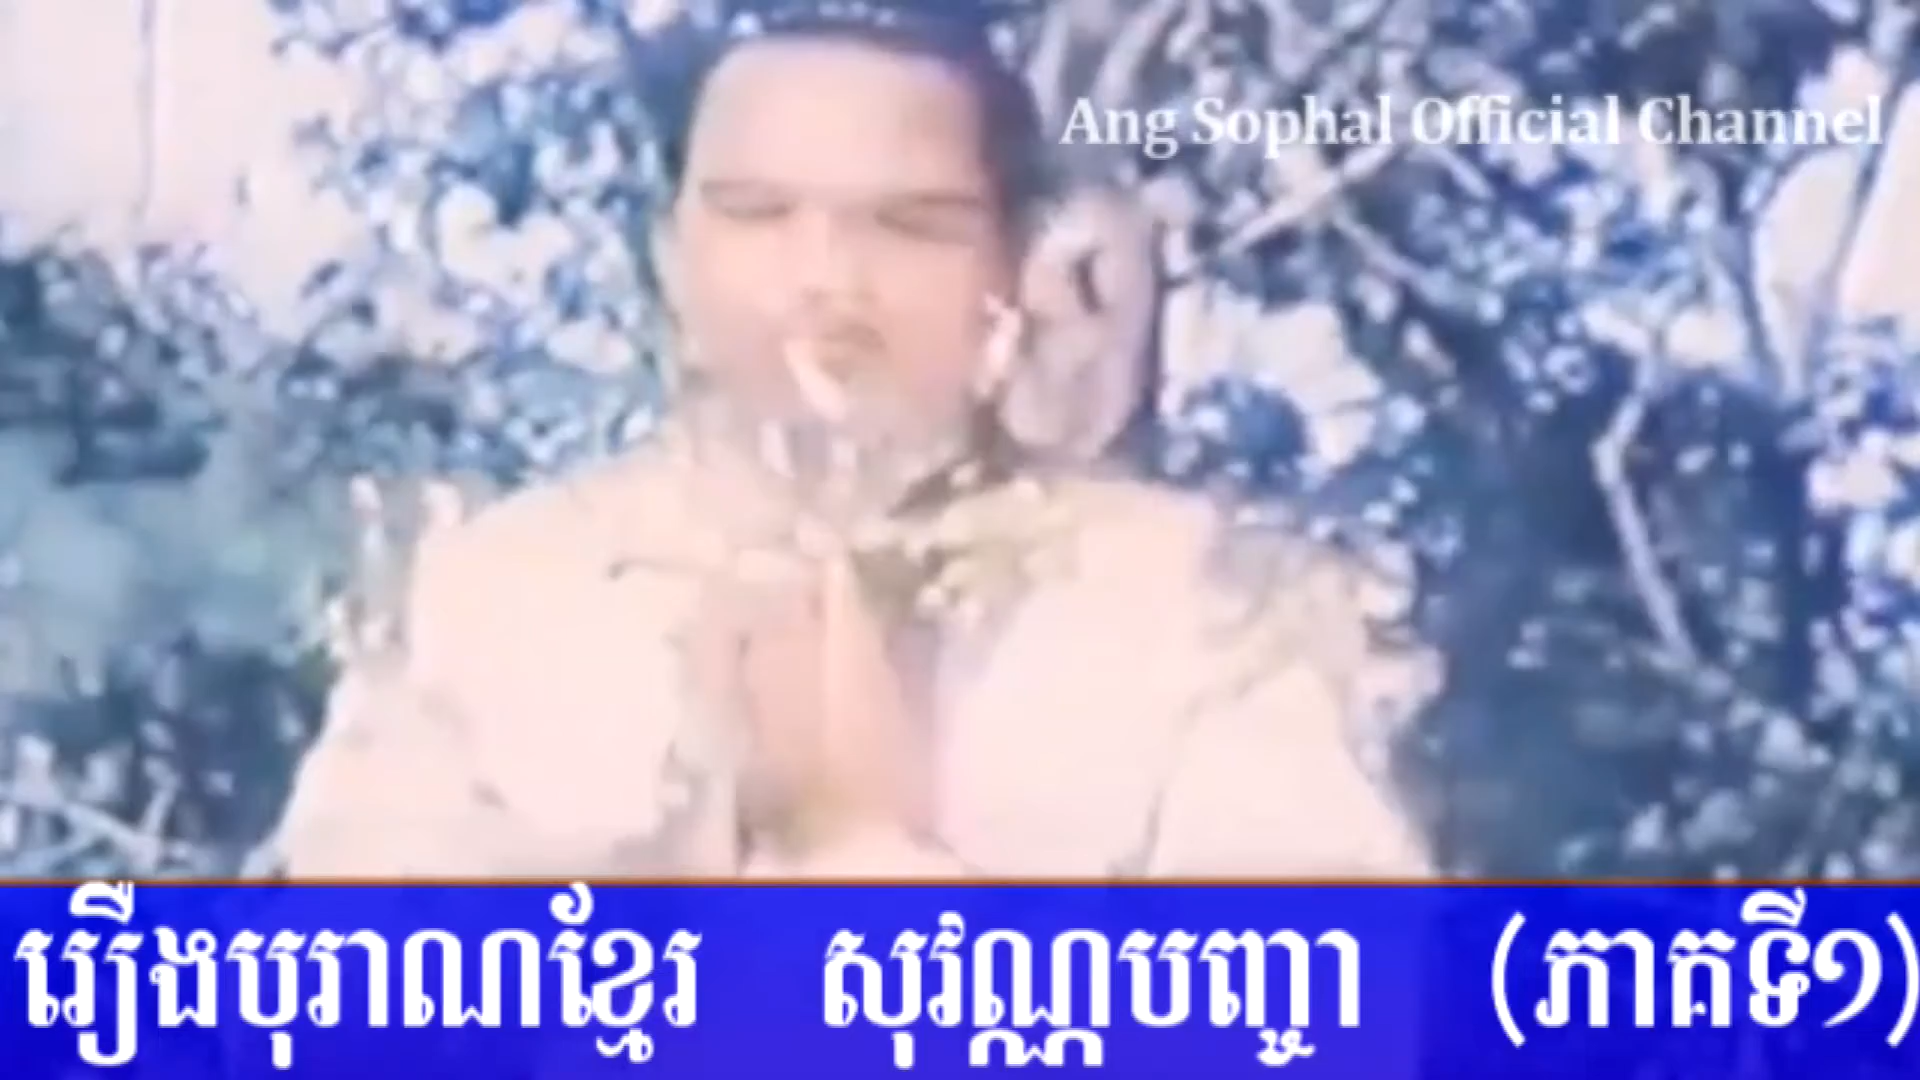 Ang Sophal Official Channel
រឿងបុរាណខ្មែរ សុវណ្ណបញ្ចា (ភាគទី១)